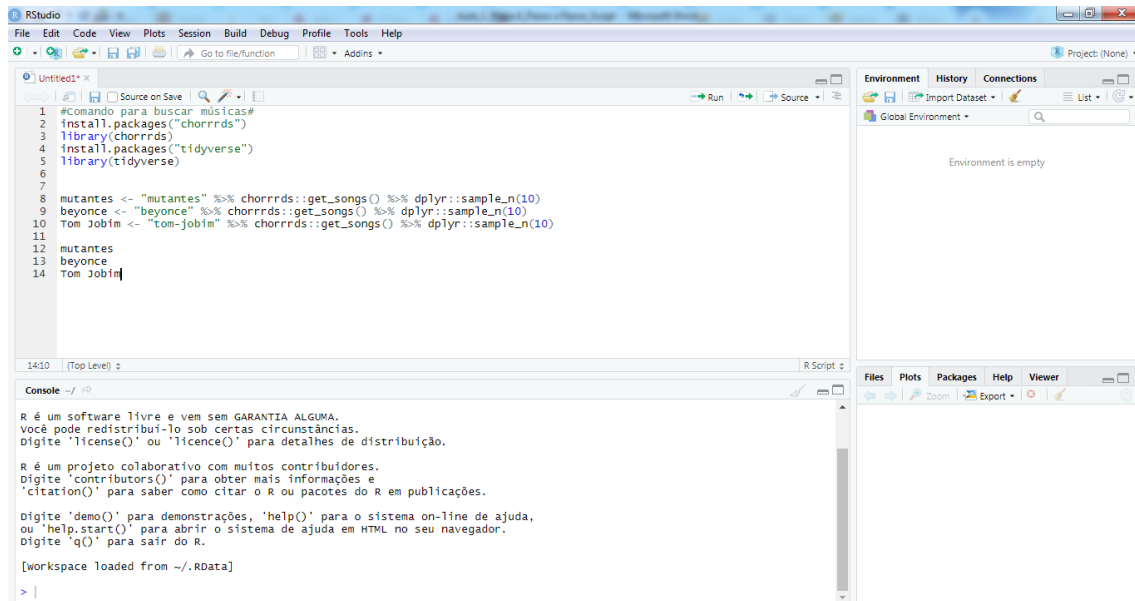 RStudio
File Edit Code View Plots Session Build Debug Profile Tools Help
Go to file/function Addins Project: (None)
Untitled1*
Source on Save Run Source
1 #Comando para buscar músicas#
2 install.packages("chorrrds")
3 library(chorrrds)
4 install.packages("tidyverse")
5 library(tidyverse)
6
7
8 mutantes <- "mutantes" %>% chorrrds::get_songs() %>% dplyr::sample_n(10)
9 beyonce <- "beyonce" %>% chorrrds::get_songs() %>% dplyr::sample_n(10)
10 Tom Jobim <- "tom-jobim" %>% chorrrds::get_songs() %>% dplyr::sample_n(10)
11
12 mutantes
13 beyonce
14 Tom Jobim
14:10 (Top Level) R Script
Console ~/
R é um software livre e vem sem GARANTIA ALGUMA.
Você pode redistribuí-lo sob certas circunstâncias.
Digite 'license()' ou 'licence()' para detalhes de distribuição.
R é um projeto colaborativo com muitos contribuidores.
Digite 'contributors()' para obter mais informações e
'citation()' para saber como citar o R ou pacotes do R em publicações.
Digite 'demo()' para demonstrações, 'help()' para o sistema on-line de ajuda,
ou 'help.start()' para abrir o sistema de ajuda em HTML no seu navegador.
Digite 'q()' para sair do R.
[Workspace loaded from ~/.RData]
>
Environment History Connections
Import Dataset List
Global Environment
Environment is empty
Files Plots Packages Help Viewer
Zoom Export